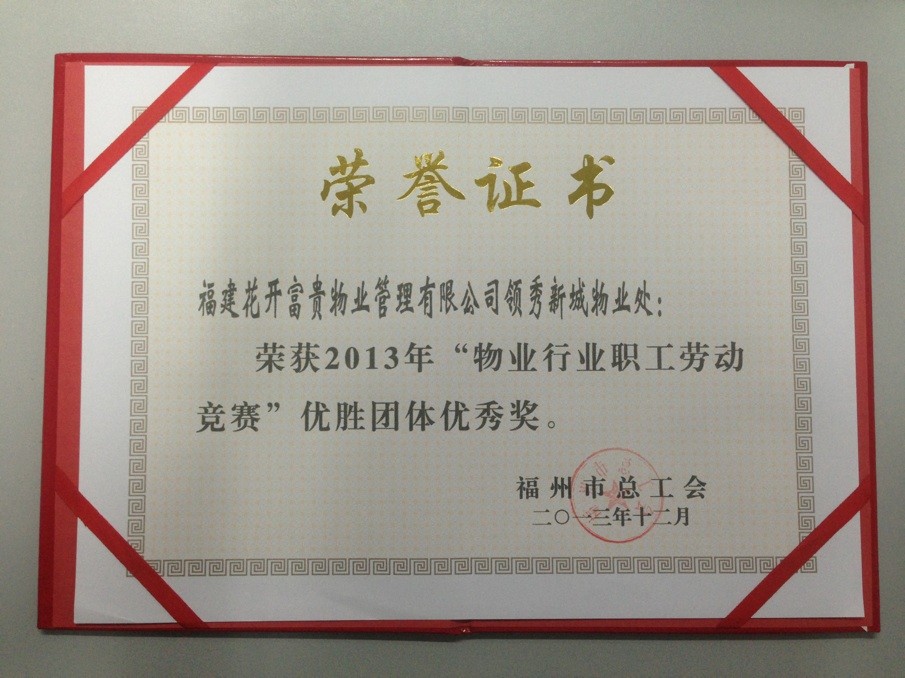 荣誉证书
福建花开富贵物业管理有限公司领秀新城物业处：
荣获2013年“物业行业职工劳动
竞赛”优胜团体优秀奖。
福州市总工会
二〇一三年十二月